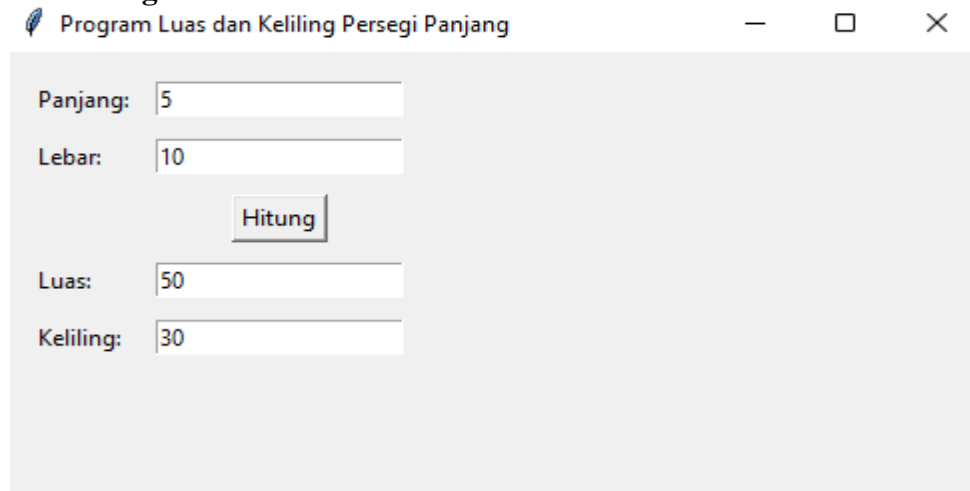 Program Luas dan Keliling Persegi Panjang
Panjang: 5
Lebar: 10
Hitung
Luas: 50
Keliling: 30